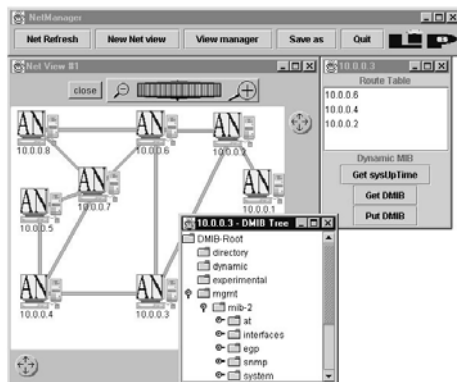 NetManager
Net Refresh
New Net view
View manager
Save as
Quit
Net View #1
close
AN
10.0.0.8
AN
10.0.0.6
AN
AN
10.0.0.7
AN
10.0.0.1
AN
10.0.0.5
AN
10.0.0.4
AN
10.0.0.3
10.0.0.3
Route Table
10.0.0.6
10.0.0.4
10.0.0.2
Dynamic MIB
Get sysUpTime
Get DMIB
Put DMIB
10.0.0.3 - DMIB Tree
DMIB-Root
directory
dynamic
experimental
mgmt
mib-2
at
interfaces
egp
snmp
system